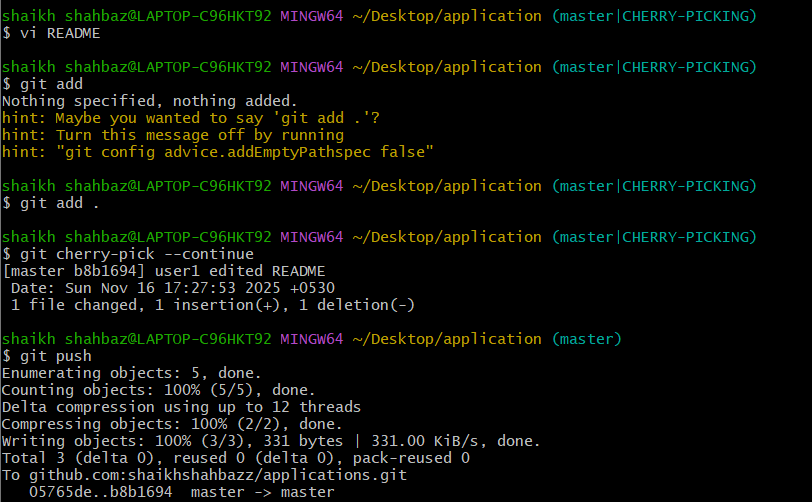 shaikh shahbaz@LAPTOP-C96HKT92 MINGW64 ~/Desktop/application (master|CHERRY-PICKING)
$ vi README
shaikh shahbaz@LAPTOP-C96HKT92 MINGW64 ~/Desktop/application (master|CHERRY-PICKING)
$ git add
Nothing specified, nothing added.
hint: Maybe you wanted to say 'git add .'?
hint: Turn this message off by running
hint: "git config advice.addEmptyPathspec false"
shaikh shahbaz@LAPTOP-C96HKT92 MINGW64 ~/Desktop/application (master|CHERRY-PICKING)
$ git add .
shaikh shahbaz@LAPTOP-C96HKT92 MINGW64 ~/Desktop/application (master|CHERRY-PICKING)
$ git cherry-pick --continue
[master b8b1694] user1 edited README
 Date: Sun Nov 16 17:27:53 2025 +0530
 1 file changed, 1 insertion(+), 1 deletion(-)
shaikh shahbaz@LAPTOP-C96HKT92 MINGW64 ~/Desktop/application (master)
$ git push
Enumerating objects: 5, done.
Counting objects: 100% (5/5), done.
Delta compression using up to 12 threads
Compressing objects: 100% (2/2), done.
Writing objects: 100% (3/3), 331 bytes | 331.00 KiB/s, done.
Total 3 (delta 0), reused 0 (delta 0), pack-reused 0
To github.com:shaikhshahbazz/applications.git
   05765de..b8b1694  master -> master